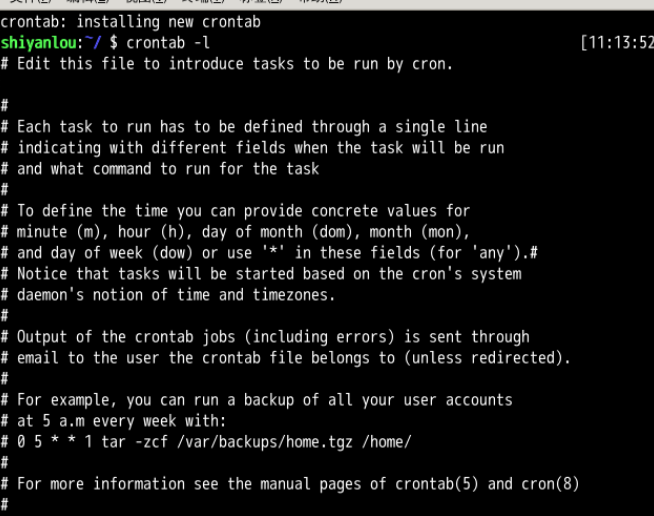 crontab: installing new crontab
shiyanlou:~/ $ crontab -l [11:13:52
# Edit this file to introduce tasks to be run by cron.
#
# Each task to run has to be defined through a single line
# indicating with different fields when the task will be run
# and what command to run for the task
#
# To define the time you can provide concrete values for
# minute (m), hour (h), day of month (dom), month (mon),
# and day of week (dow) or use '*' in these fields (for 'any').#
# Notice that tasks will be started based on the cron's system
# daemon's notion of time and timezones.
#
# Output of the crontab jobs (including errors) is sent through
# email to the user the crontab file belongs to (unless redirected).
#
# For example, you can run a backup of all your user accounts
# at 5 a.m every week with:
# 0 5 * * 1 tar -zcf /var/backups/home.tgz /home/
#
# For more information see the manual pages of crontab(5) and cron(8)
#